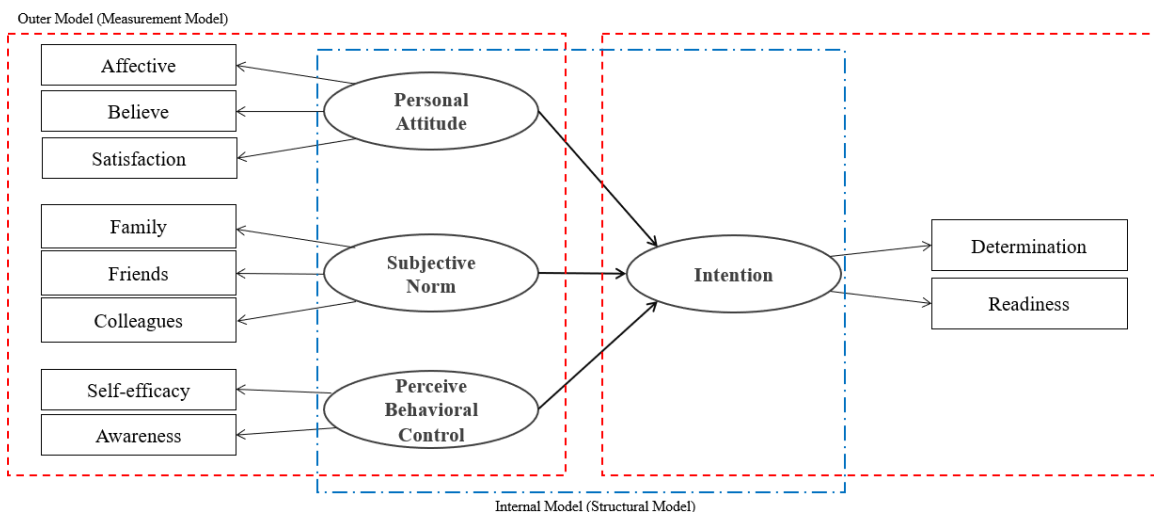 Outer Model (Measurement Model)
Affective
Believe
Satisfaction
Personal
Attitude
Family
Friends
Colleagues
Subjective
Norm
Self-efficacy
Awareness
Perceive
Behavioral
Control
Intention
Determination
Readiness
Internal Model (Structural Model)